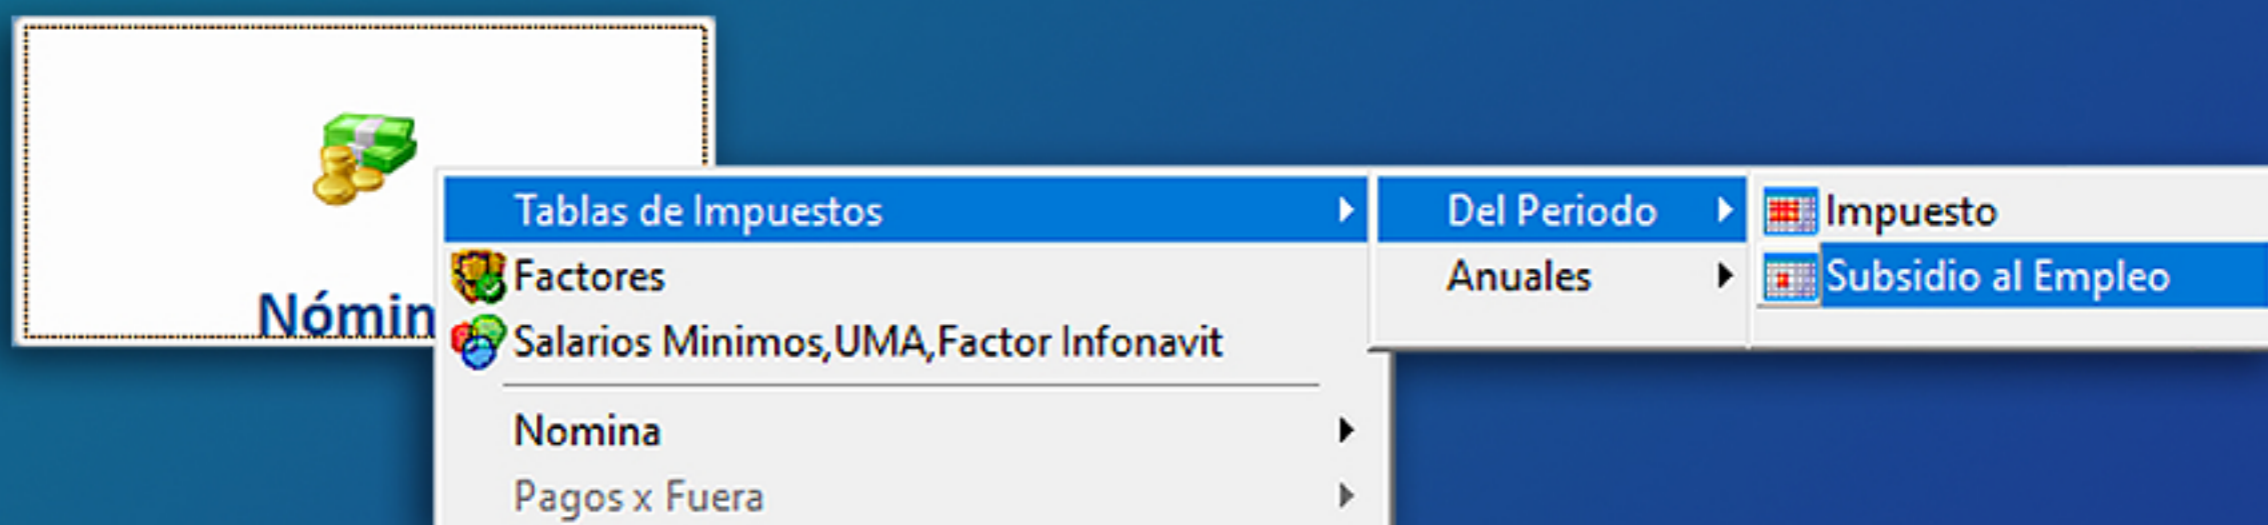 Tablas de Impuestos
Del Periodo
Impuesto
Factores
Anuales
Subsidio al Empleo
Nómin
Salarios Minimos,UMA,Factor Infonavit
Nomina
Pagos x Fuera